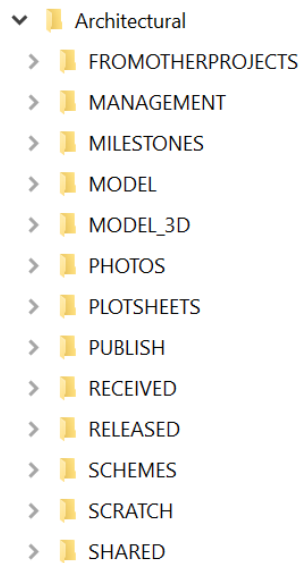 Architectural
FROMOTHERPROJECTS
MANAGEMENT
MILESTONES
MODEL
MODEL_3D
PHOTOS
PLOTSHEETS
PUBLISH
RECEIVED
RELEASED
SCHEMES
SCRATCH
SHARED